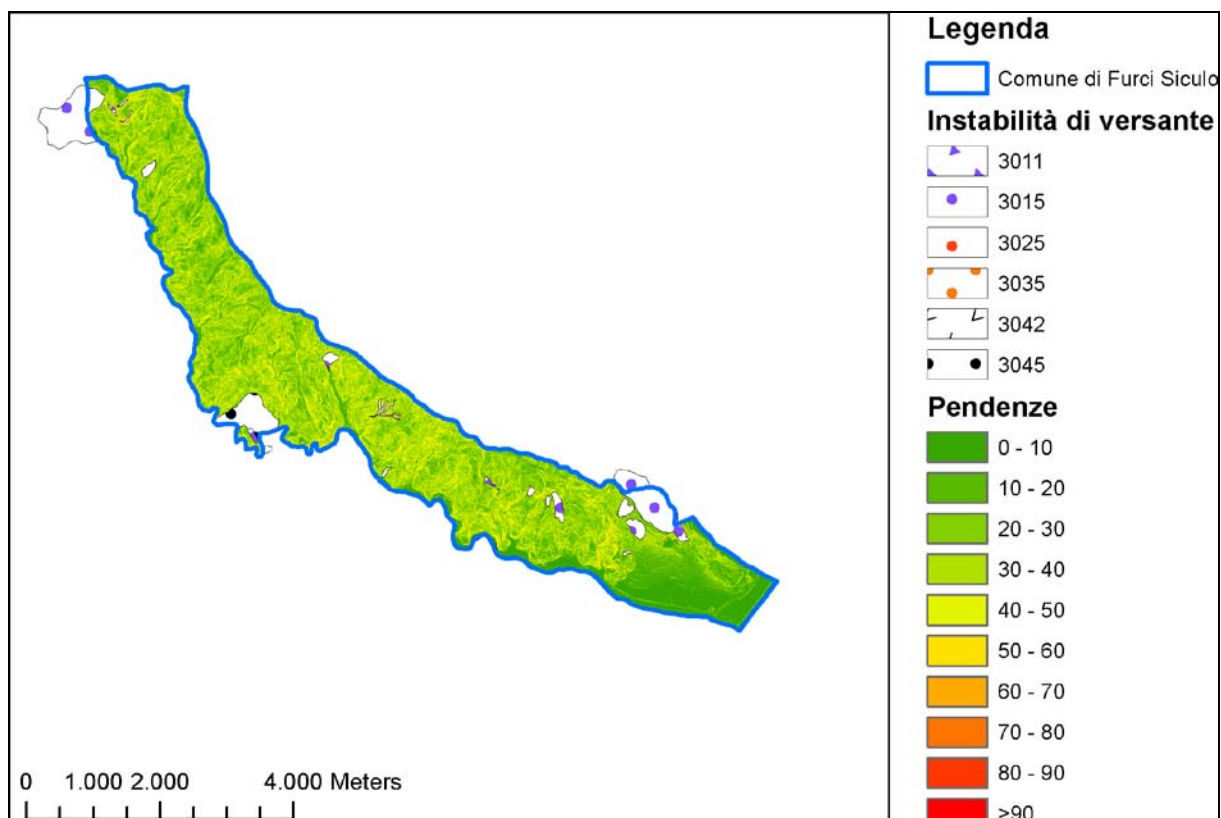 Legenda
Comune di Furci Siculo
Instabilità di versante
3011
3015
3025
3035
3042
3045
Pendenze
0 - 10
10 - 20
20 - 30
30 - 40
40 - 50
50 - 60
60 - 70
70 - 80
80 - 90
>90
0 1.000 2.000 4.000 Meters